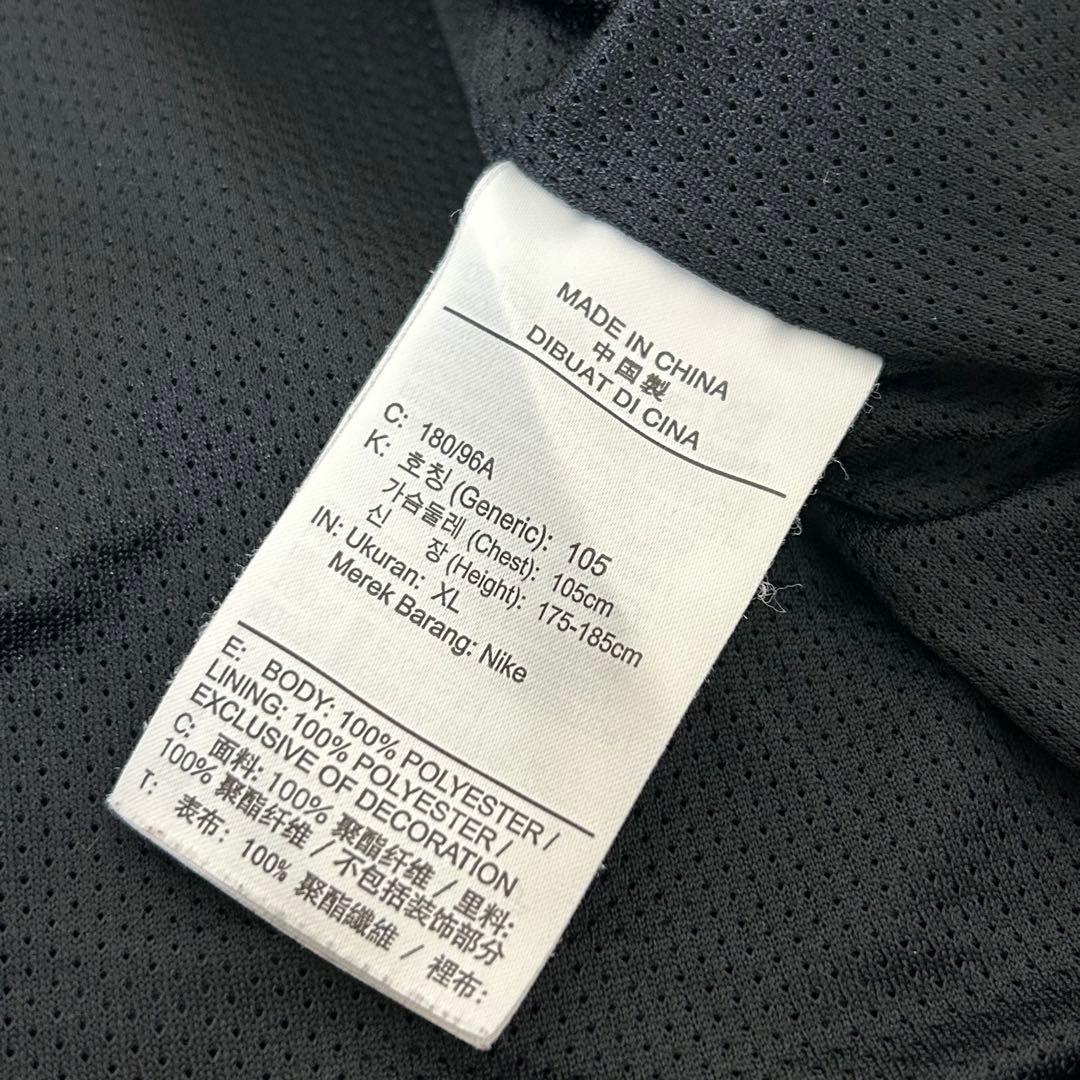 MADE IN CHINA
中国製
DIBUAT DI CINA
C: 180/96A
K: 호칭 (Generic): 105
가슴둘레 (Chest): 105cm
신 장 (Height): 175-185cm
IN: Ukuran: XL
Merek Barang: Nike
E: BODY: 100% POLYESTER /
LINING: 100% POLYESTER /
EXCLUSIVE OF DECORATION
C: 面料: 100% 聚酯纤维 / 里料:
100% 聚酯纤维 / 不包括装饰部分
T: 表布: 100% 聚酯纖維 / 裡布: